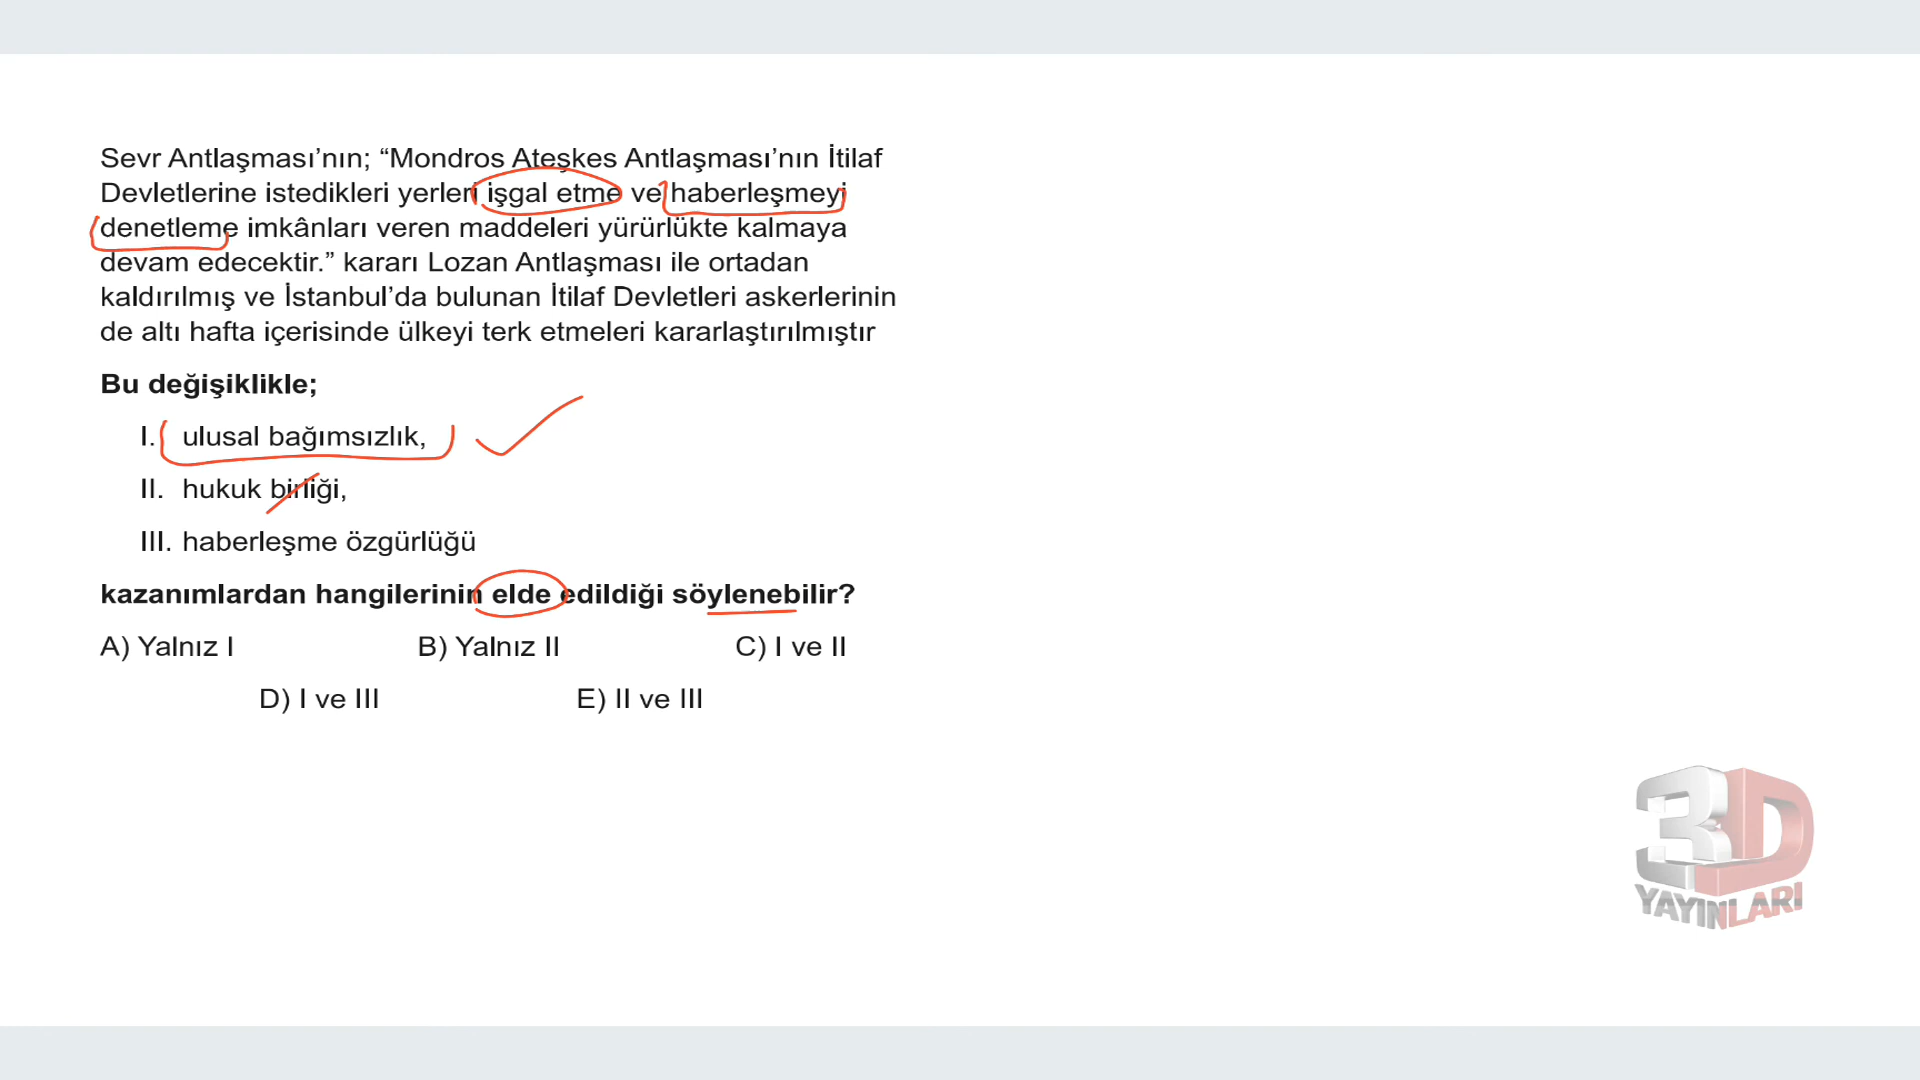 Sevr Antlaşması’nın; “Mondros Ateşkes Antlaşması’nın İtilaf
Devletlerine istedikleri yerleri işgal etme ve haberleşmeyi
denetleme imkânları veren maddeleri yürürlükte kalmaya
devam edecektir.” kararı Lozan Antlaşması ile ortadan
kaldırılmış ve İstanbul’da bulunan İtilaf Devletleri askerlerinin
de altı hafta içerisinde ülkeyi terk etmeleri kararlaştırılmıştır
Bu değişiklikle;
I. ulusal bağımsızlık,
II. hukuk birliği,
III. haberleşme özgürlüğü
kazanımlardan hangilerinin elde edildiği söylenebilir?
A) Yalnız I B) Yalnız II C) I ve II
D) I ve III E) II ve III
3D
YAYINLARI